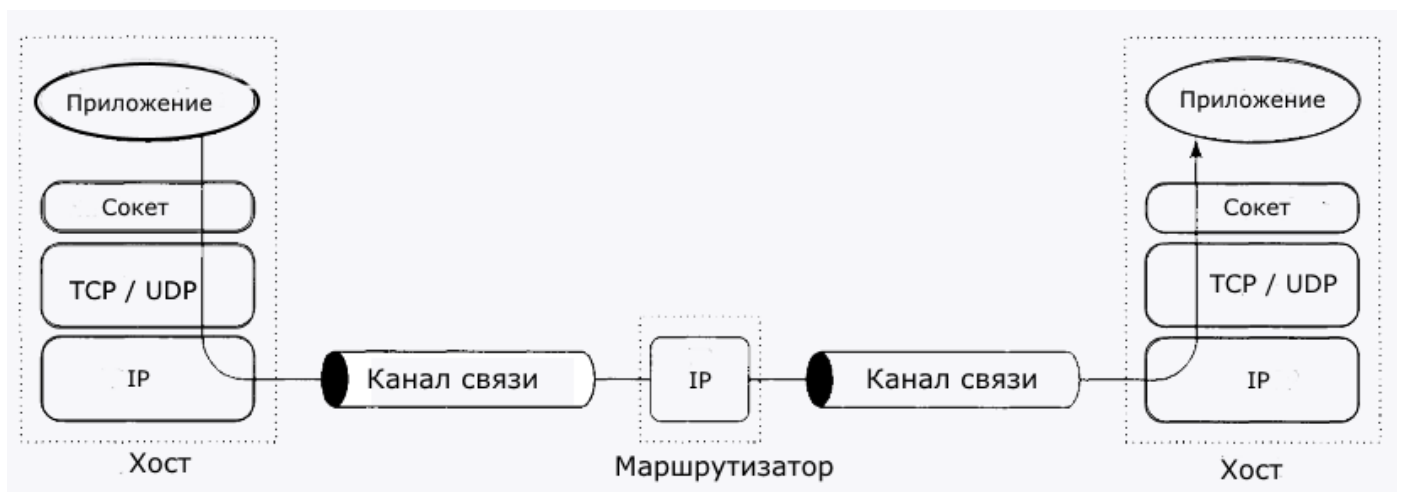 Приложение
Приложение
Сокет
Сокет
TCP / UDP
TCP / UDP
IP
Канал связи
IP
Канал связи
IP
Хост
Маршрутизатор
Хост